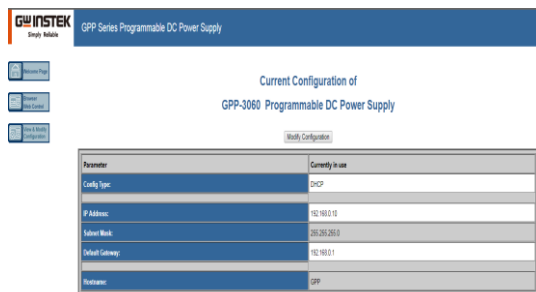 GWINSTEK
Simply Reliable
GPP Series Programmable DC Power Supply
Welcome Page
Browser
Web Control
View & Modify
Configuration
Current Configuration of
GPP-3060 Programmable DC Power Supply
Modify Configuration
Parameter
Currently in use
Config Type:
DHCP
IP Address:
192.168.0.10
Subnet Mask:
255.255.255.0
Default Gateway:
192.168.0.1
Hostname:
GPP